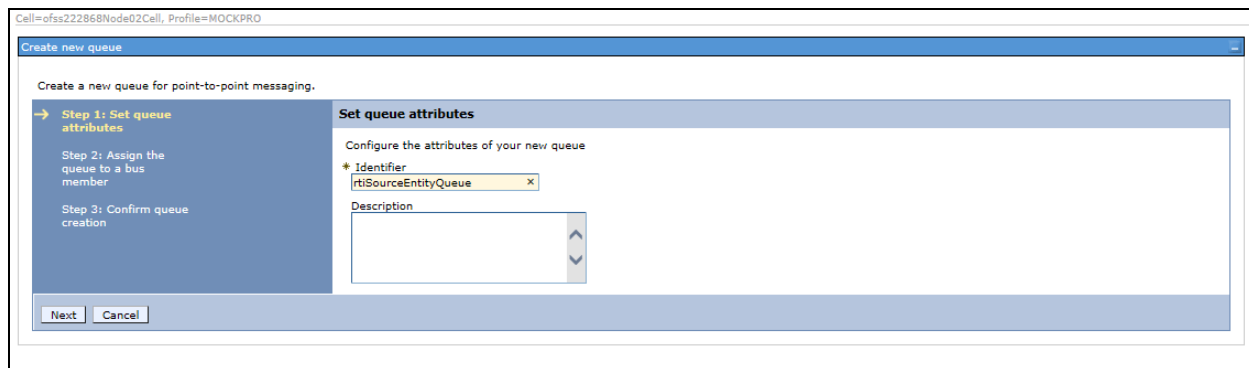 Cell=ofss222868Node02Cell, Profile=MOCKPRO
Create new queue
Create a new queue for point-to-point messaging.
Step 1: Set queue
attributes
Step 2: Assign the
queue to a bus
member
Step 3: Confirm queue
creation
Set queue attributes
Configure the attributes of your new queue
* Identifier
rtiSourceEntityQueue
Description
Next Cancel